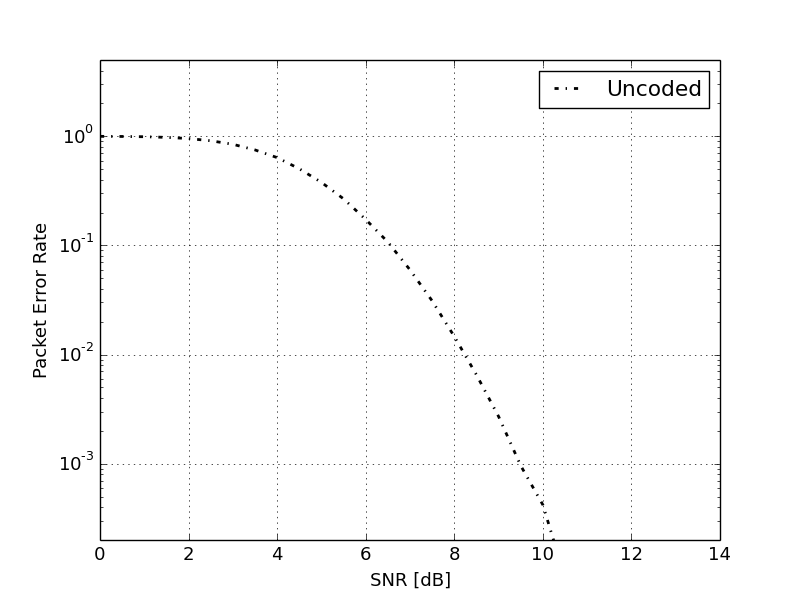 Uncoded
10^0
10^-1
10^-2
10^-3
Packet Error Rate
0 2 4 6 8 10 12 14
SNR [dB]